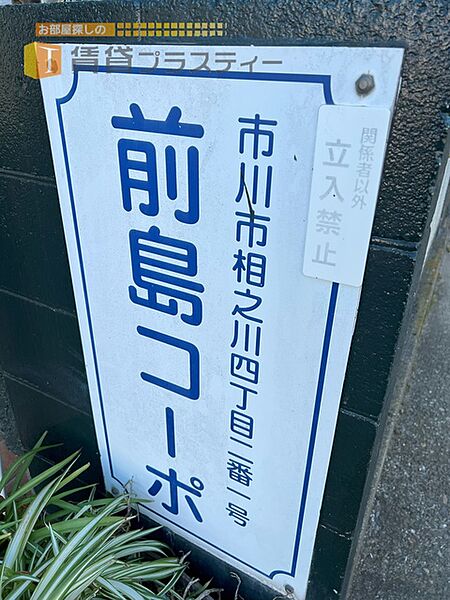 お部屋探しの
賃貸プラスティー
関係者以外
立入禁止
市川市相之川四丁目二番一号
前島コーポ